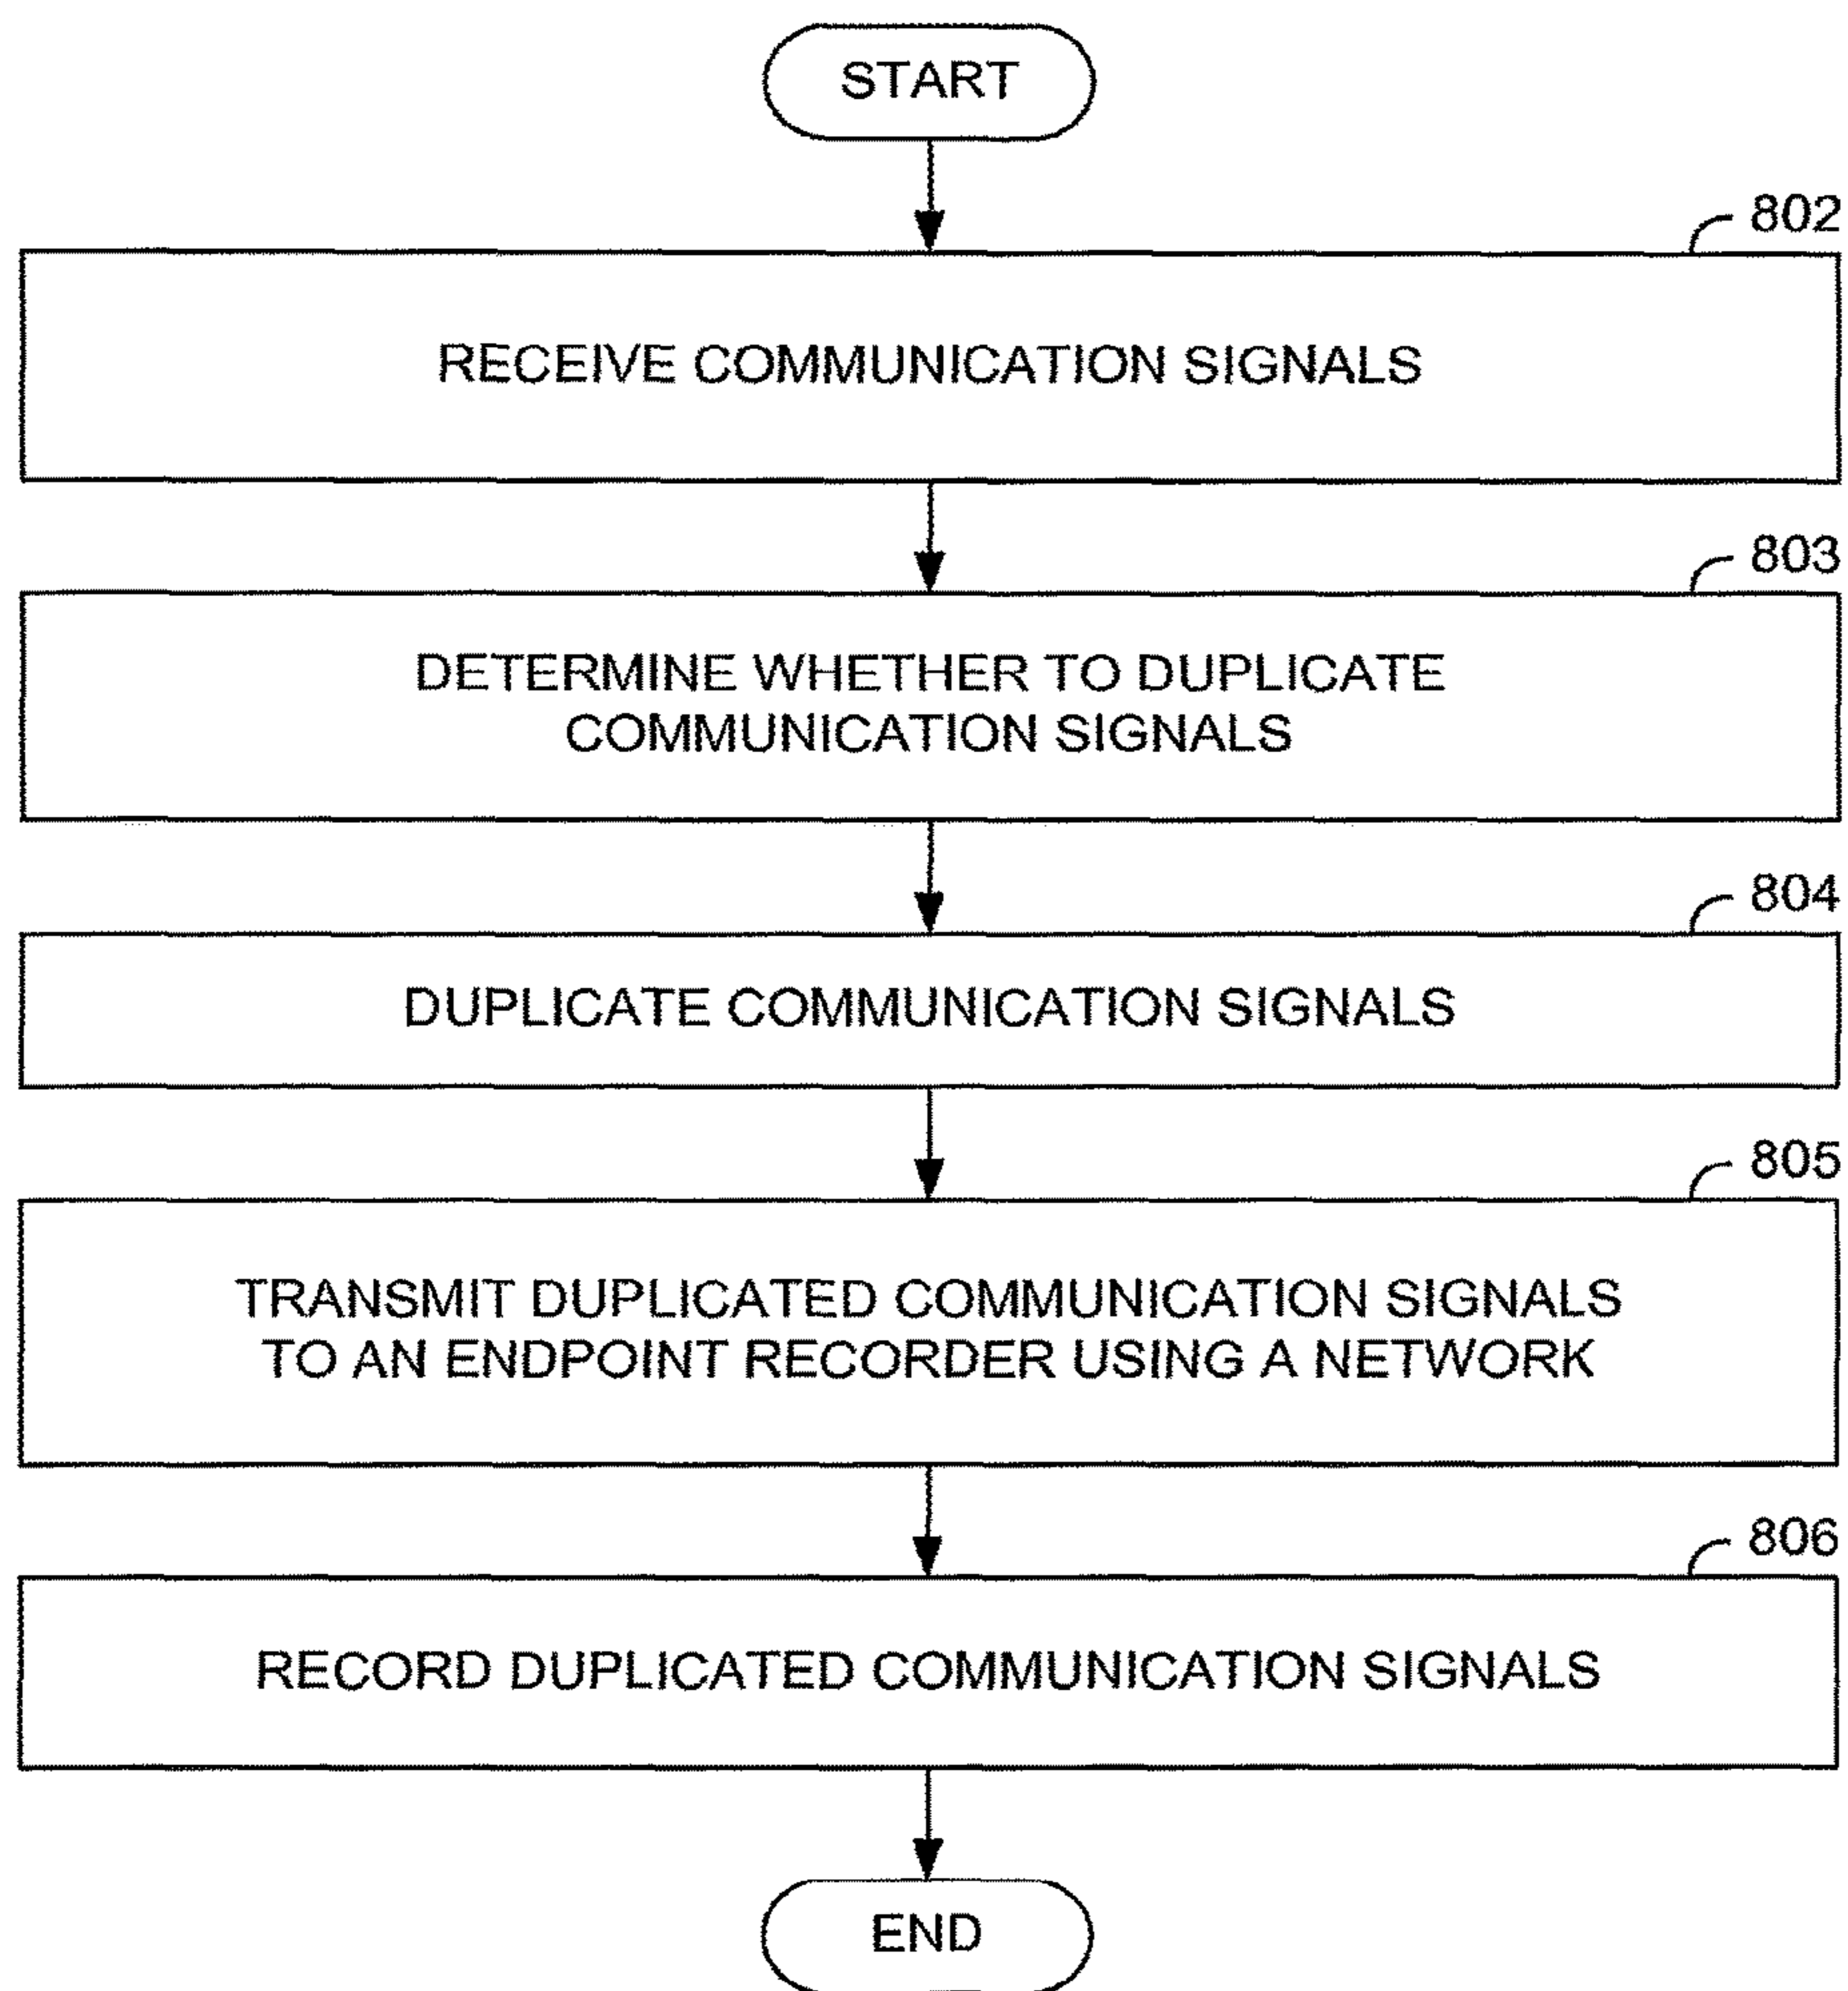 START
802
RECEIVE COMMUNICATION SIGNALS
803
DETERMINE WHETHER TO DUPLICATE
COMMUNICATION SIGNALS
804
DUPLICATE COMMUNICATION SIGNALS
805
TRANSMIT DUPLICATED COMMUNICATION SIGNALS
TO AN ENDPOINT RECORDER USING A NETWORK
806
RECORD DUPLICATED COMMUNICATION SIGNALS
END